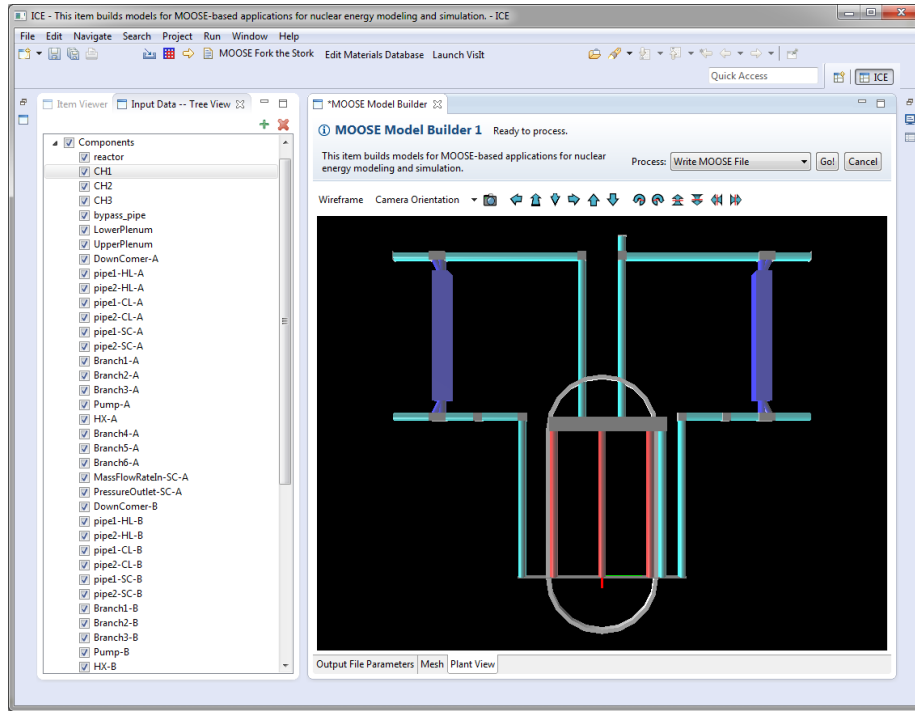 ICE - This item builds models for MOOSE-based applications for nuclear energy modeling and simulation. - ICE
File Edit Navigate Search Project Run Window Help
MOOSE Fork the Stork Edit Materials Database Launch VisIt
Quick Access ICE
Item Viewer Input Data -- Tree View
Components
reactor
CH1
CH2
CH3
bypass_pipe
LowerPlenum
UpperPlenum
DownComer-A
pipe1-HL-A
pipe2-HL-A
pipe1-CL-A
pipe2-CL-A
pipe1-SC-A
pipe2-SC-A
Branch1-A
Branch2-A
Branch3-A
Pump-A
HX-A
Branch4-A
Branch5-A
Branch6-A
MassFlowRateIn-SC-A
PressureOutlet-SC-A
DownComer-B
pipe1-HL-B
pipe2-HL-B
pipe1-CL-B
pipe2-CL-B
pipe1-SC-B
pipe2-SC-B
Branch1-B
Branch2-B
Branch3-B
Pump-B
HX-B
*MOOSE Model Builder
MOOSE Model Builder 1 Ready to process.
This item builds models for MOOSE-based applications for nuclear
energy modeling and simulation.
Process: Write MOOSE File Go! Cancel
Wireframe Camera Orientation
Output File Parameters Mesh Plant View